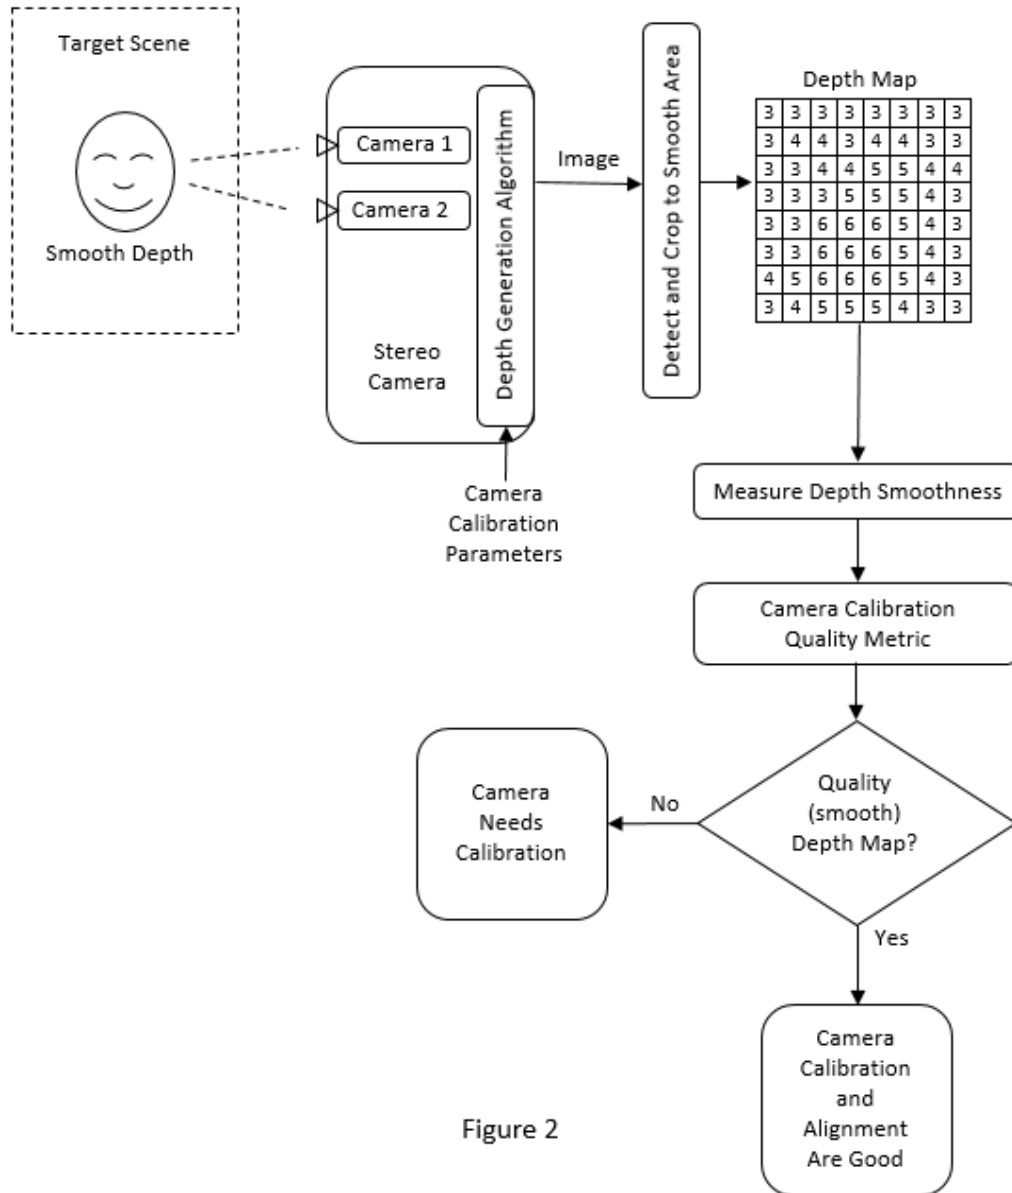 Target Scene
Smooth Depth
Camera 1
Camera 2
Stereo
Camera
Depth Generation Algorithm
Camera
Calibration
Parameters
Image
Detect and Crop to Smooth Area
Depth Map
3 3 3 3 3 3 3 3
3 4 4 3 4 4 3 3
3 3 4 4 5 5 4 4
3 3 3 5 5 5 4 3
3 3 6 6 6 5 4 3
3 3 6 6 6 5 4 3
4 5 6 6 6 5 4 3
3 4 5 5 5 4 3 3
Measure Depth Smoothness
Camera Calibration
Quality Metric
Quality
(smooth)
Depth Map?
No
Camera
Needs
Calibration
Yes
Camera
Calibration
and
Alignment
Are Good
Figure 2